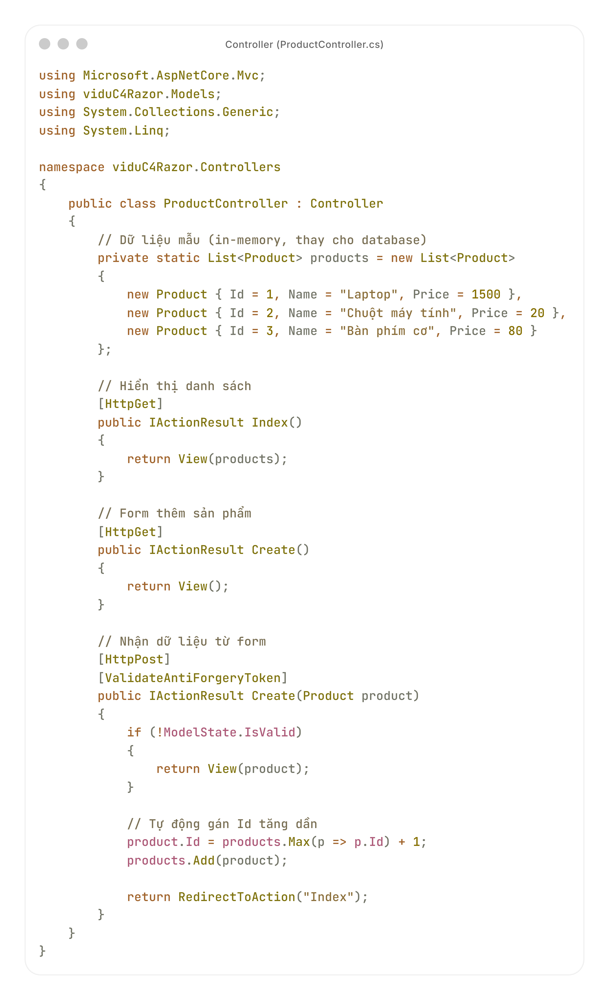 Controller (ProductController.cs)
using Microsoft.AspNetCore.Mvc;
using viduC4Razor.Models;
using System.Collections.Generic;
using System.Linq;

namespace viduC4Razor.Controllers
{
    public class ProductController : Controller
    {
        // Dữ liệu mẫu (in-memory, thay cho database)
        private static List<Product> products = new List<Product>
        {
            new Product { Id = 1, Name = "Laptop", Price = 1500 },
            new Product { Id = 2, Name = "Chuột máy tính", Price = 20 },
            new Product { Id = 3, Name = "Bàn phím cơ", Price = 80 }
        };

        // Hiển thị danh sách
        [HttpGet]
        public IActionResult Index()
        {
            return View(products);
        }

        // Form thêm sản phẩm
        [HttpGet]
        public IActionResult Create()
        {
            return View();
        }

        // Nhận dữ liệu từ form
        [HttpPost]
        [ValidateAntiForgeryToken]
        public IActionResult Create(Product product)
        {
            if (!ModelState.IsValid)
            {
                return View(product);
            }

            // Tự động gán Id tăng dần
            product.Id = products.Max(p => p.Id) + 1;
            products.Add(product);

            return RedirectToAction("Index");
        }
    }
}